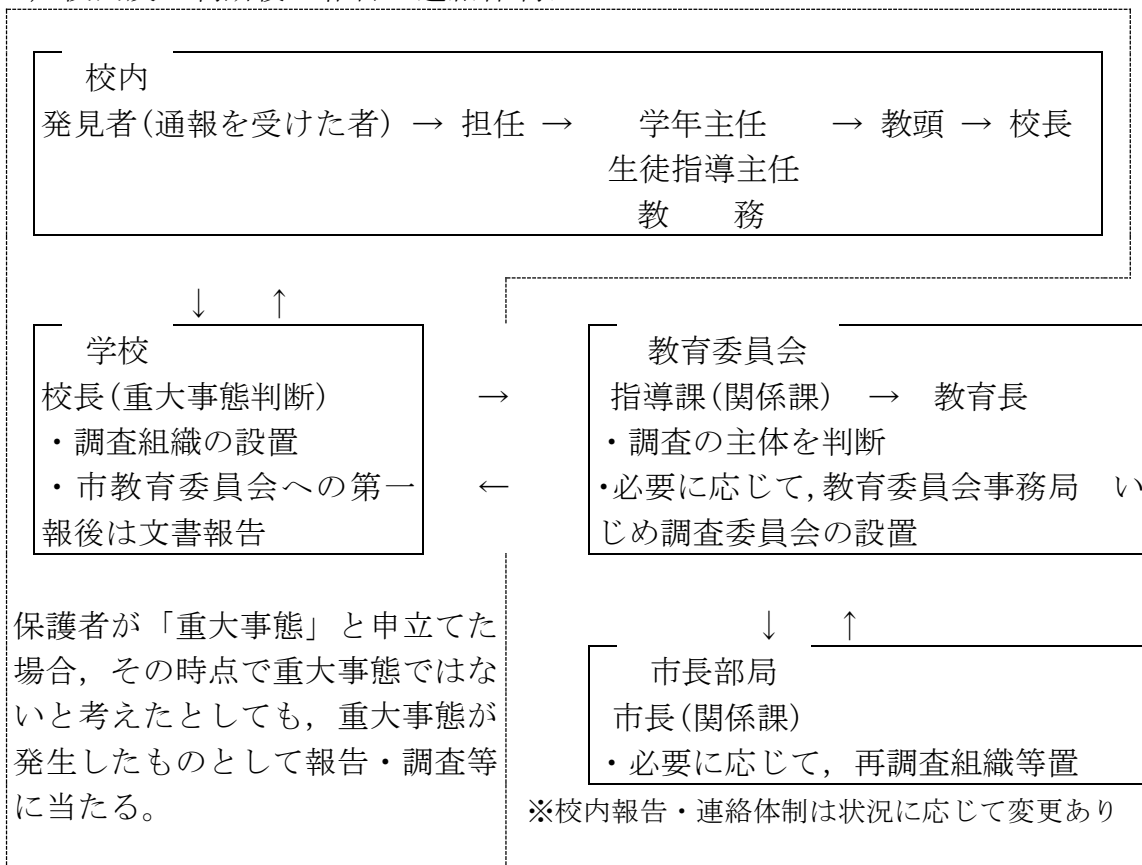 校内
発見者(通報を受けた者) → 担任 → 学年主任 → 教頭 → 校長
生徒指導主任
教　　務
↓　↑
学校
校長(重大事態判断)
・調査組織の設置
・市教育委員会への第一
報後は文書報告
→
←
教育委員会
指導課(関係課) → 教育長
・調査の主体を判断
・必要に応じて,教育委員会事務局　い
じめ調査委員会の設置
保護者が「重大事態」と申立てた
場合，その時点で重大事態ではな
いと考えたとしても，重大事態が
発生したものとして報告・調査等
に当たる。
↓　↑
市長部局
市長(関係課)
・必要に応じて，再調査組織等置
※校内報告・連絡体制は状況に応じて変更あり